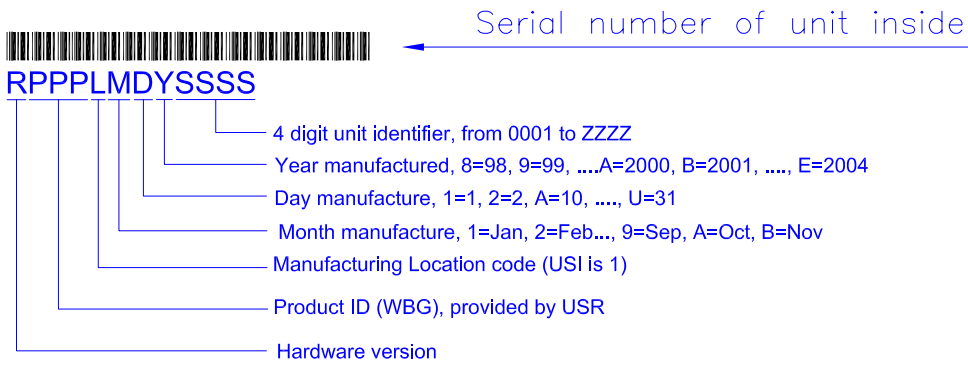 Serial number of unit inside
RPPPLMDYSSSS
4 digit unit identifier, from 0001 to ZZZZ
Year manufactured, 8=98, 9=99, ....A=2000, B=2001, ...., E=2004
Day manufacture, 1=1, 2=2, A=10, ...., U=31
Month manufacture, 1=Jan, 2=Feb..., 9=Sep, A=Oct, B=Nov
Manufacturing Location code (USI is 1)
Product ID (WBG), provided by USR
Hardware version